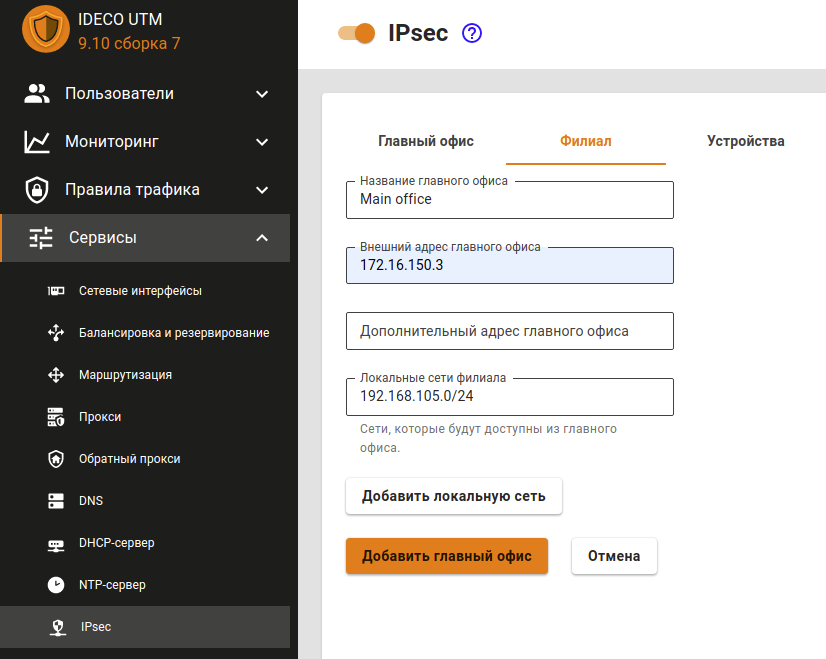 IDECO UTM
9.10 сборка 7
Пользователи
Мониторинг
Правила трафика
Сервисы
Сетевые интерфейсы
Балансировка и резервирование
Маршрутизация
Прокси
Обратный прокси
DNS
DHCP-сервер
NTP-сервер
IPsec
IPsec ?
Главный офис Филиал Устройства
Название главного офиса
Main office
Внешний адрес главного офиса
172.16.150.3
Дополнительный адрес главного офиса
Локальные сети филиала
192.168.105.0/24
Сети, которые будут доступны из главного
офиса.
Добавить локальную сеть
Добавить главный офис Отмена